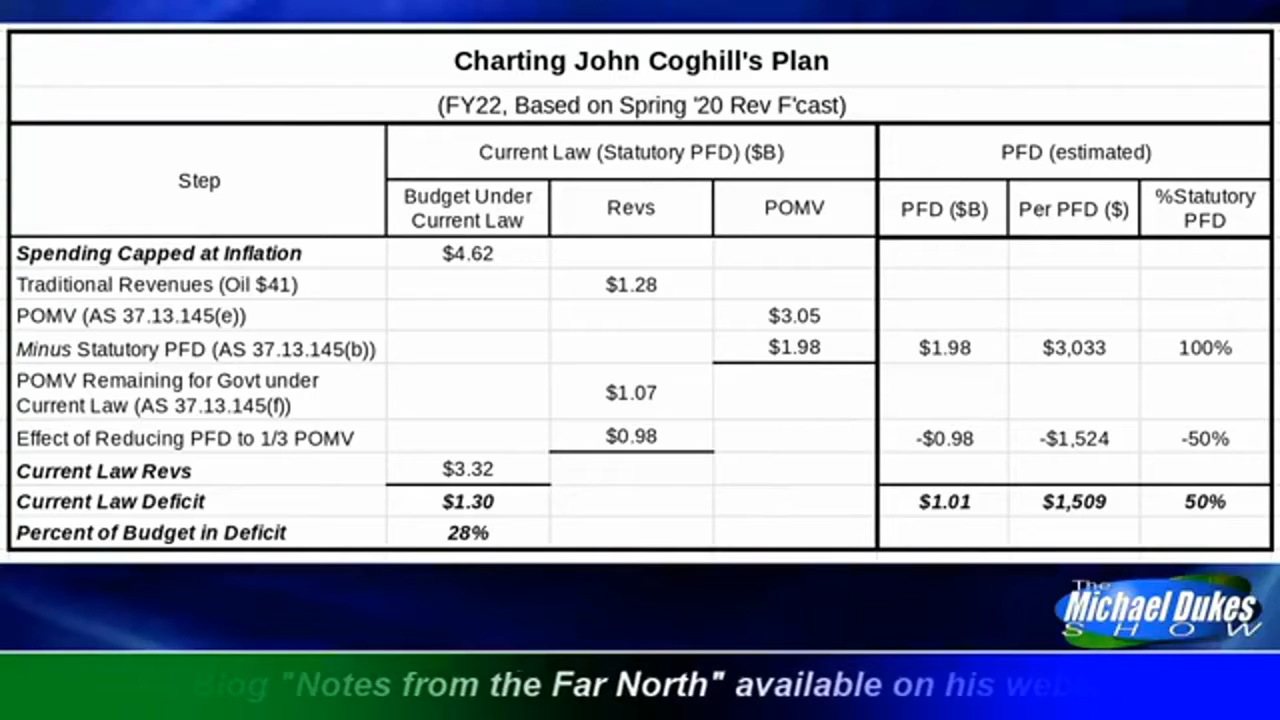 Charting John Coghill's Plan
(FY22, Based on Spring '20 Rev F'cast)
Step
Current Law (Statutory PFD) ($B)
PFD (estimated)
Budget Under
Current Law
Revs
POMV
PFD ($B)
Per PFD ($)
%Statutory
PFD
Spending Capped at Inflation $4.62
Traditional Revenues (Oil $41) $1.28
POMV (AS 37.13.145(e)) $3.05
Minus Statutory PFD (AS 37.13.145(b)) $1.98 $1.98 $3,033 100%
POMV Remaining for Govt under
Current Law (AS 37.13.145(f)) $1.07
Effect of Reducing PFD to 1/3 POMV $0.98 -$0.98 -$1,524 -50%
Current Law Revs $3.32
Current Law Deficit $1.30 $1.01 $1,509 50%
Percent of Budget in Deficit 28%
The
Michael Dukes
SHOW
Blog "Notes from the Far North" available on his web